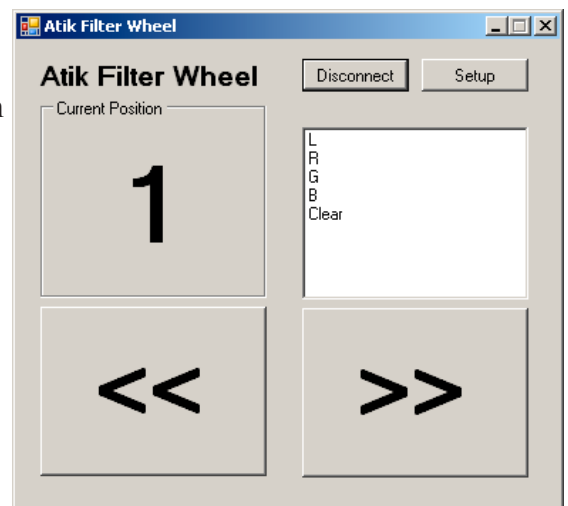 Atik Filter Wheel
Atik Filter Wheel
Disconnect
Setup
Current Position
1
L
R
G
B
Clear
<<
>>